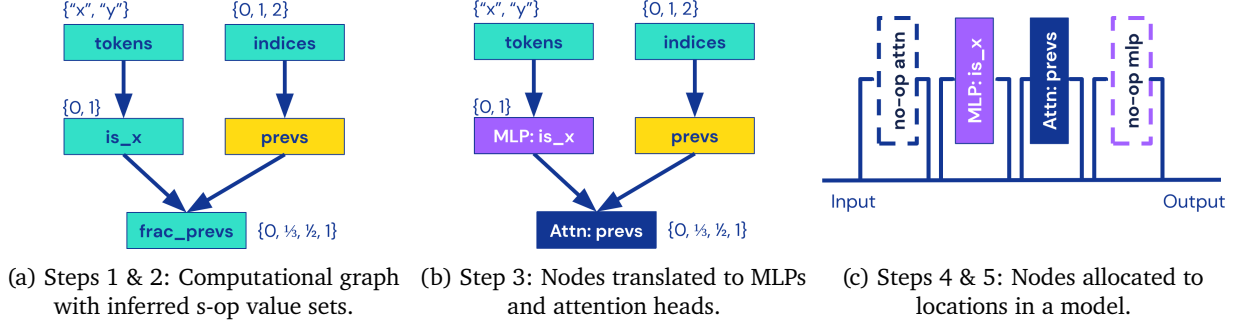 {“x”, “y”}
{0, 1, 2}
tokens
indices
{0, 1}
is_x
prevs
frac_prevs
{0, ⅓, ½, 1}
(a) Steps 1 & 2: Computational graph
with inferred s-op value sets.
{“x”, “y”}
{0, 1, 2}
tokens
indices
{0, 1}
MLP: is_x
prevs
Attn: prevs
{0, ⅓, ½, 1}
(b) Step 3: Nodes translated to MLPs
and attention heads.
no-op attn
MLP: is_x
Attn: prevs
no-op mlp
Input
Output
(c) Steps 4 & 5: Nodes allocated to
locations in a model.